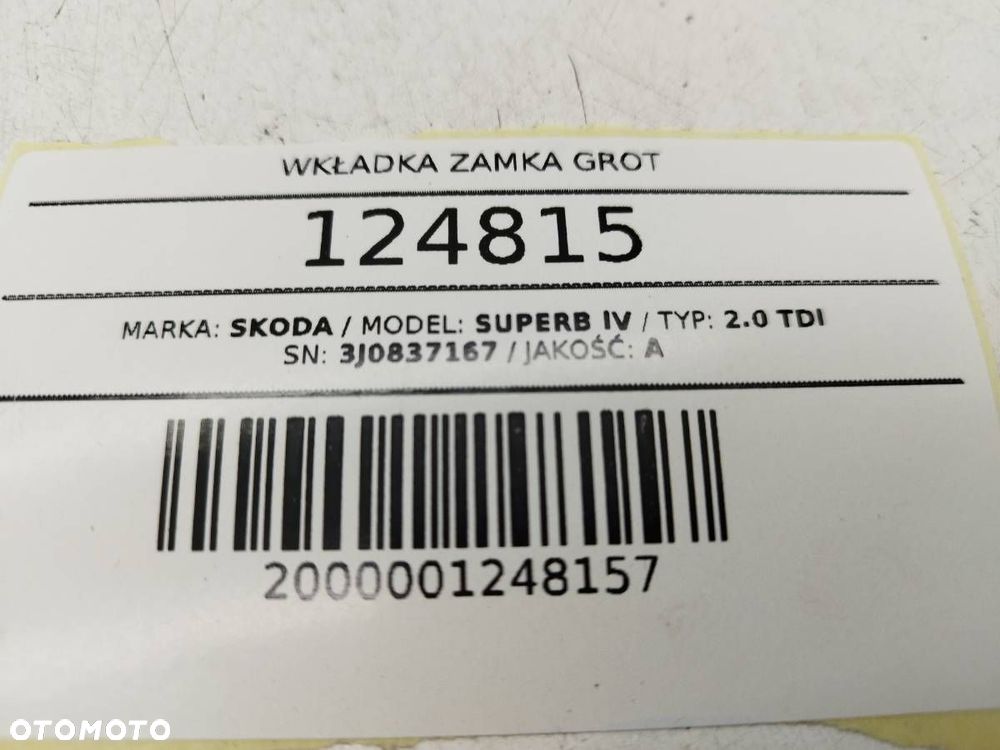 WKŁADKA ZAMKA GROT
124815
MARKA: SKODA / MODEL: SUPERB IV / TYP: 2.0 TDI
SN: 3J0837167 / JAKOŚĆ: A
2000001248157
OTOMOTO